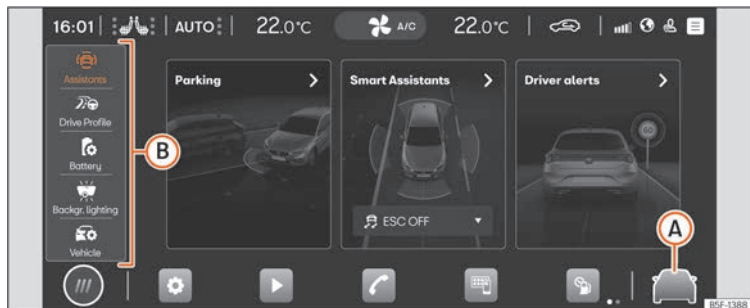 16:01 AUTO 22.0°C A/C 22.0°C
Assistants
Drive Profile
Battery
Backgr. lighting
Vehicle
B
Parking
Smart Assistants
Driver alerts
60
ESC OFF
A
B5F-1388